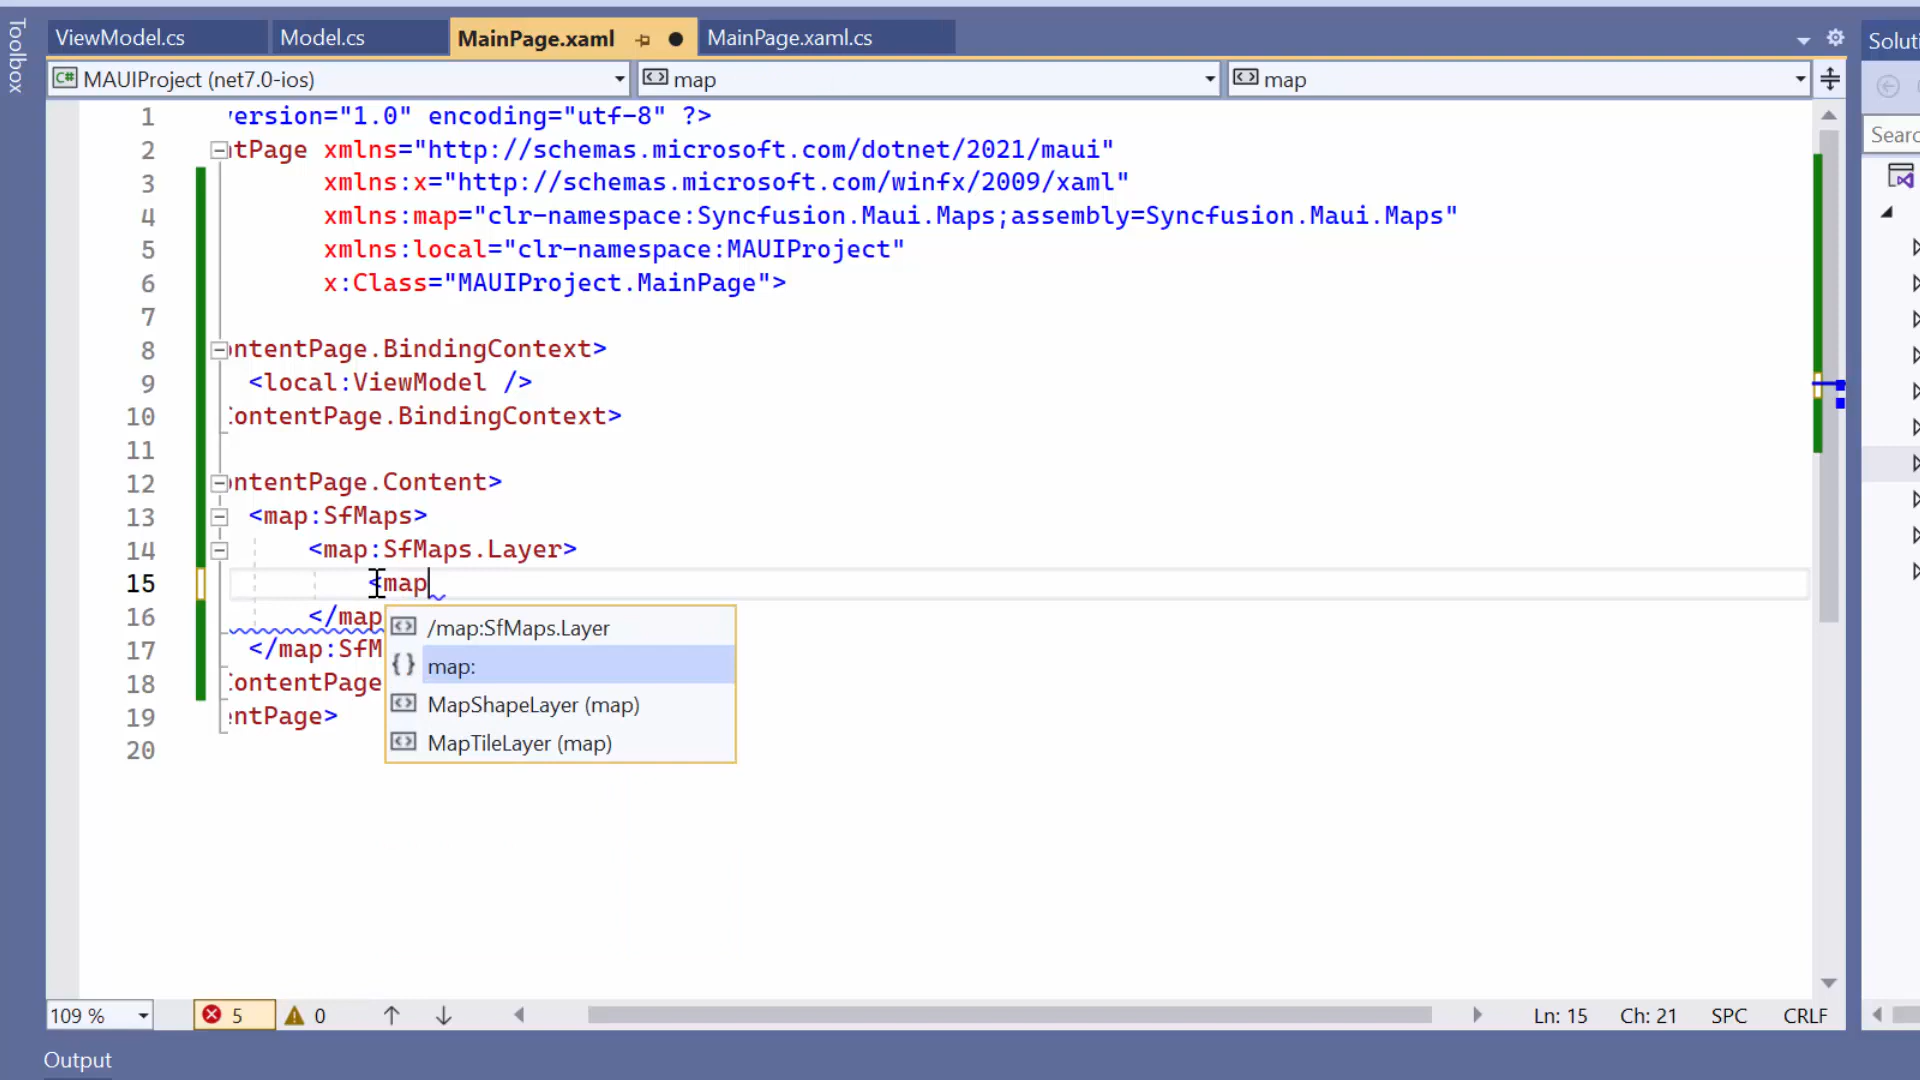 Toolbox
ViewModel.cs
Model.cs
MainPage.xaml
MainPage.xaml.cs
MAUIProject (net7.0-ios)
map
map
1 version="1.0" encoding="utf-8" ?>
2 ntPage xmlns="http://schemas.microsoft.com/dotnet/2021/maui"
3 xmlns:x="http://schemas.microsoft.com/winfx/2009/xaml"
4 xmlns:map="clr-namespace:Syncfusion.Maui.Maps;assembly=Syncfusion.Maui.Maps"
5 xmlns:local="clr-namespace:MAUIProject"
6 x:Class="MAUIProject.MainPage">
7
8 ontentPage.BindingContext>
9 <local:ViewModel />
10 ContentPage.BindingContext>
11
12 ontentPage.Content>
13 <map:SfMaps>
14 <map:SfMaps.Layer>
15 <map
16 </map
17 </map:SfM
18 ContentPage
19 entPage>
20
/map:SfMaps.Layer
map:
MapShapeLayer (map)
MapTileLayer (map)
109 %
5
0
Ln: 15
Ch: 21
SPC
CRLF
Output
Soluti
Searc